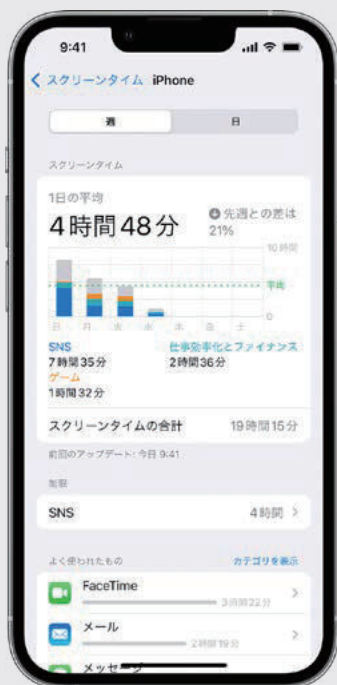 9:41
スクリーンタイム iPhone
週 日
スクリーンタイム
1日の平均
4時間48分
先週との差は
21%
10時間
平均
0
日 月 火 水 木 金 土
SNS 仕事効率化とファイナンス
7時間35分 2時間36分
ゲーム
1時間32分
スクリーンタイムの合計 19時間15分
前回のアップデート: 今日 9:41
制限
SNS 4時間
よく使われたもの カテゴリを表示
FaceTime
3時間22分
メール
2時間19分
メッセージ